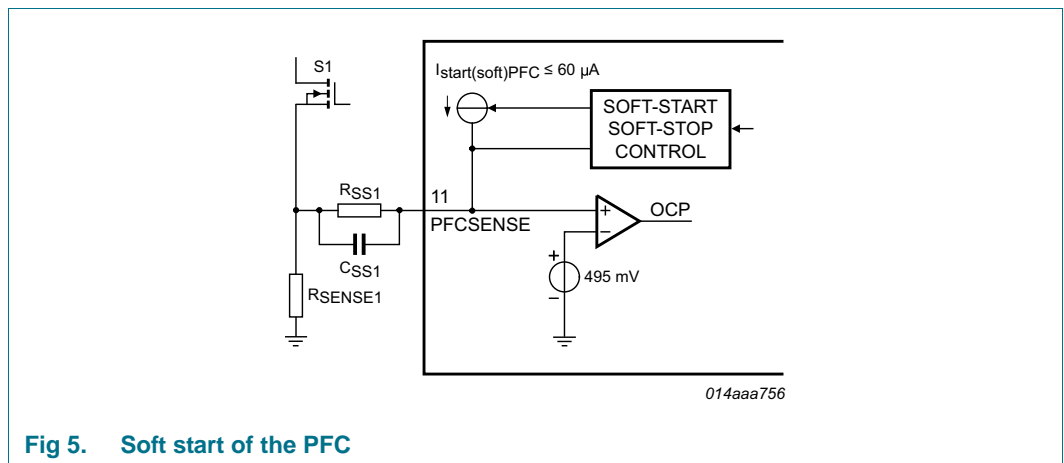 S1
Istart(soft)PFC ≤ 60 μA
SOFT-START
SOFT-STOP
CONTROL
RSS1
11
PFCSENSE
OCP
CSS1
+
−
+
495 mV
−
RSENSE1
014aaa756
Fig 5. Soft start of the PFC